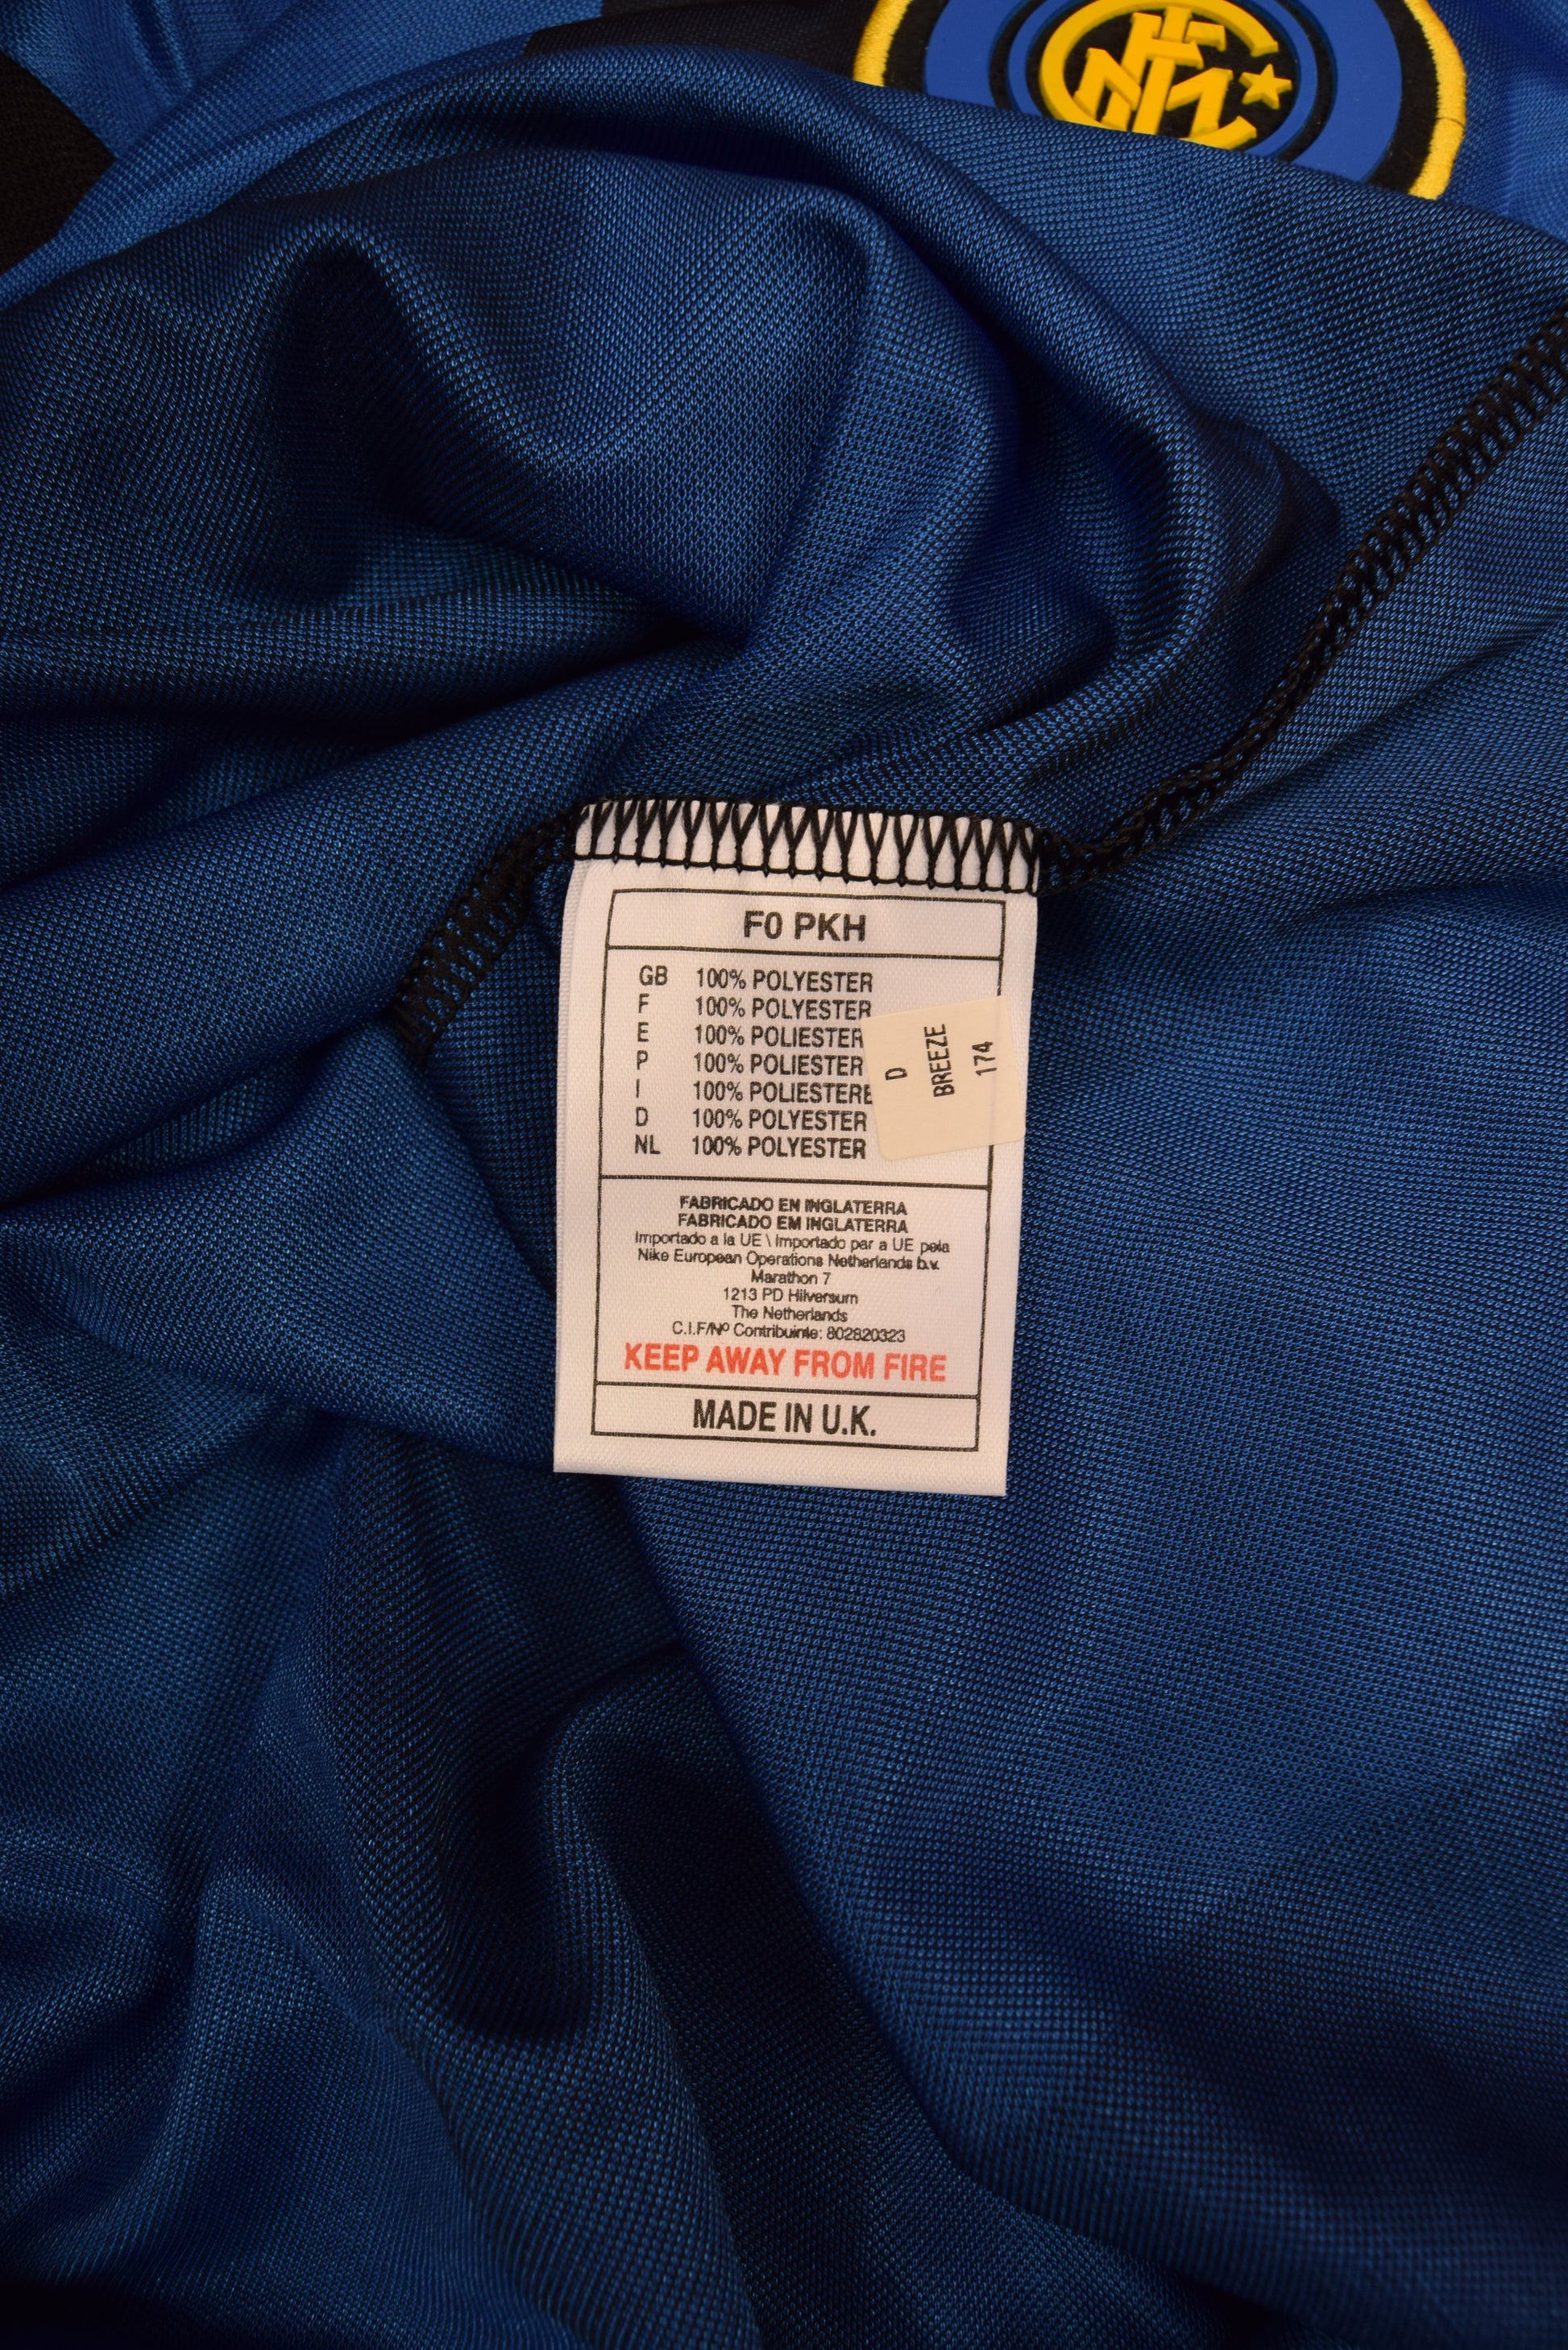 F0 PKH
GB 100% POLYESTER
F 100% POLYESTER
E 100% POLIESTER
P 100% POLIESTER
I 100% POLIESTERE
D 100% POLYESTER
NL 100% POLYESTER
D
BREEZE
174
FABRICADO EN INGLATERRA
FABRICADO EM INGLATERRA
Importado a la UE \ Importado par a UE pela
Nike European Operations Netherlands b.v.
Marathon 7
1213 PD Hilversum
The Netherlands
C.I.F/Nº Contribuinte: 802820323
KEEP AWAY FROM FIRE
MADE IN U.K.